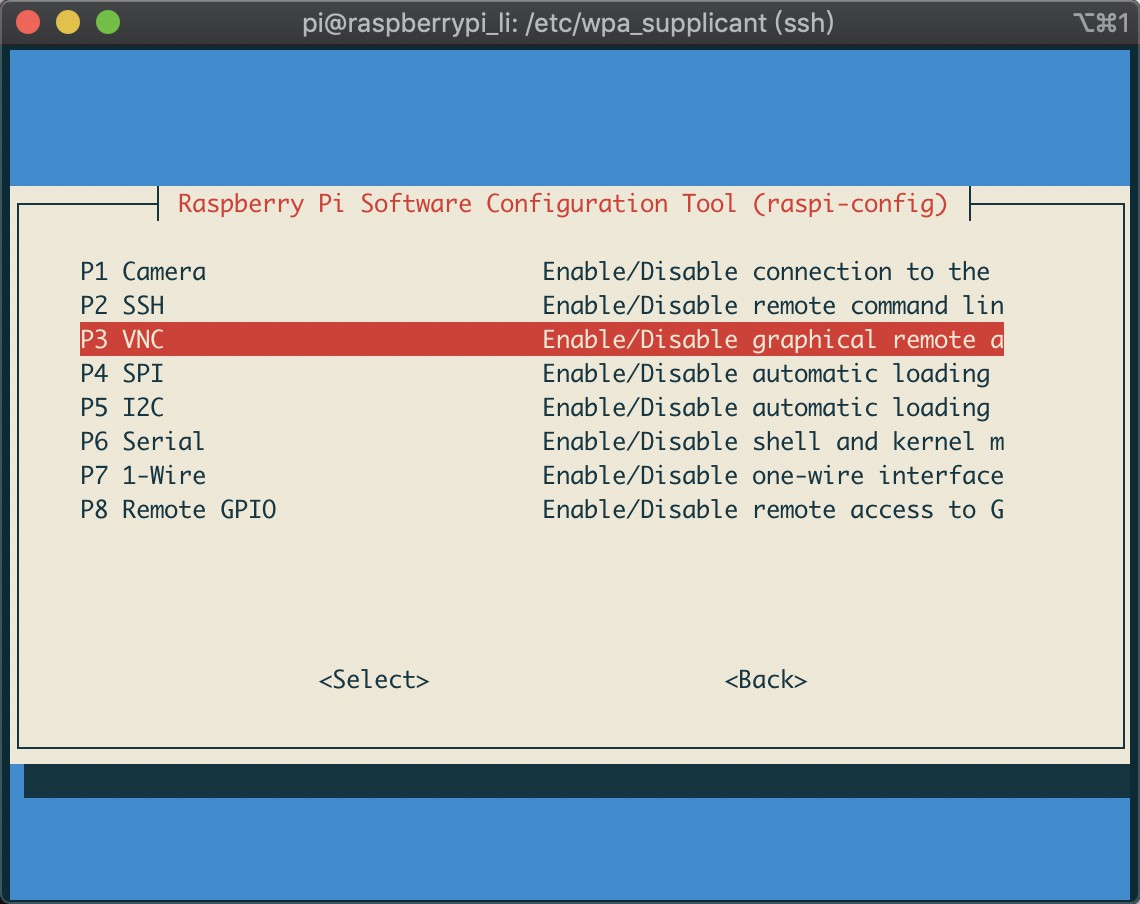 pi@raspberrypi_li: /etc/wpa_supplicant (ssh) ⌥⌘1
Raspberry Pi Software Configuration Tool (raspi-config)
P1 Camera Enable/Disable connection to the
P2 SSH Enable/Disable remote command lin
P3 VNC Enable/Disable graphical remote a
P4 SPI Enable/Disable automatic loading
P5 I2C Enable/Disable automatic loading
P6 Serial Enable/Disable shell and kernel m
P7 1-Wire Enable/Disable one-wire interface
P8 Remote GPIO Enable/Disable remote access to G
<Select> <Back>